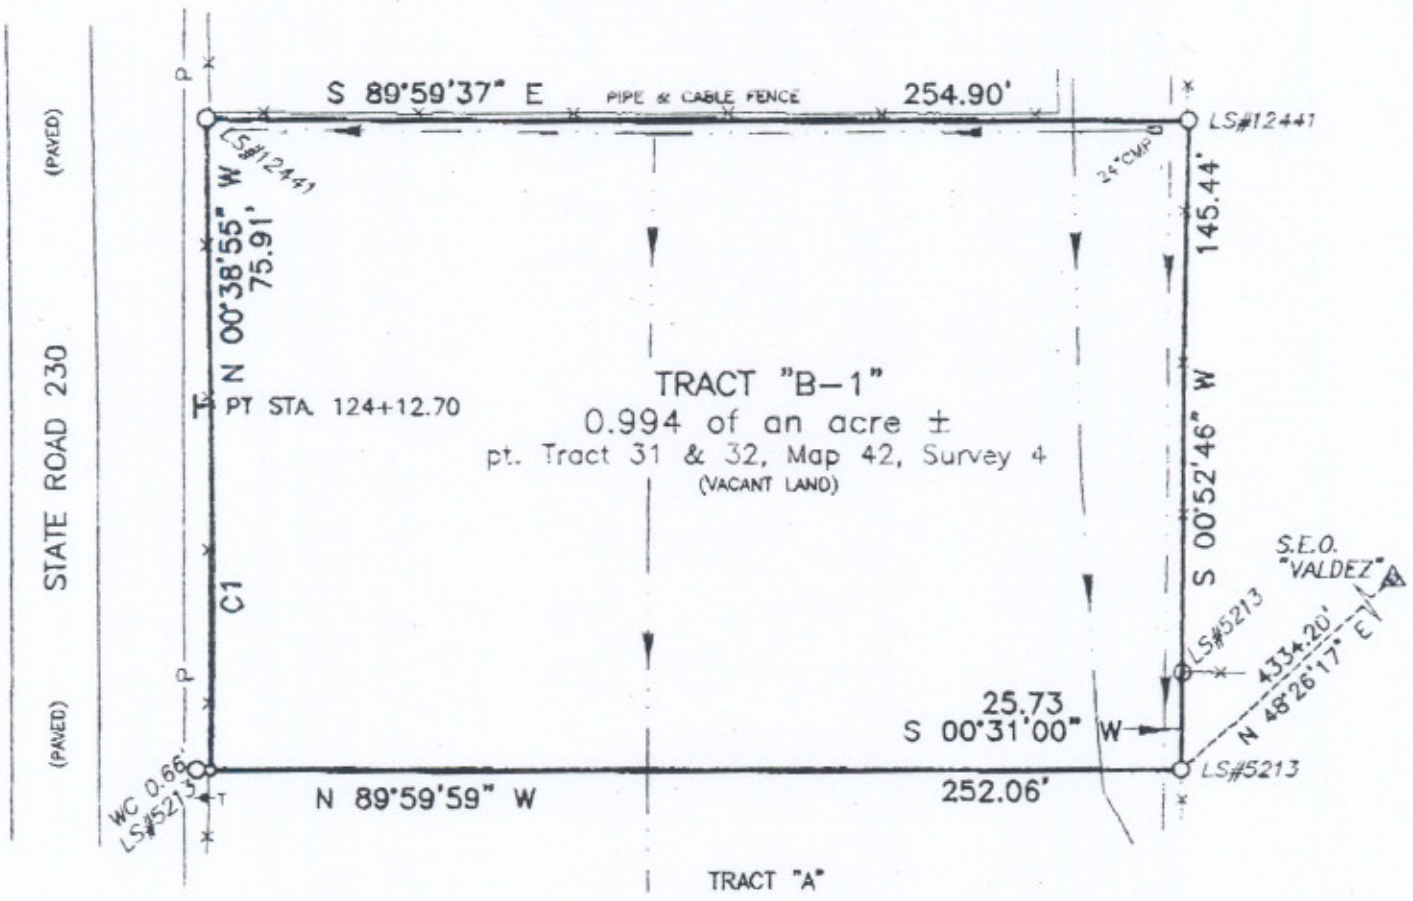 S 89°59'37" E
PIPE & CABLE FENCE
254.90'
LS#12441
LS#12441
24"CMP
(PAVED)
STATE ROAD 230
(PAVED)
P
P
N 00°38'55" W
75.91'
145.44'
S 00°52'46" W
PT STA. 124+12.70
TRACT "B-1"
0.994 of an acre ±
pt. Tract 31 & 32, Map 42, Survey 4
(VACANT LAND)
C1
S.E.O.
"VALDEZ"
LS#5213
4334.20'
N 48°26'17" E
25.73
S 00°31'00" W
LS#5213
WC 0.66'
LS#5213
T
N 89°59'59" W
252.06'
TRACT "A"